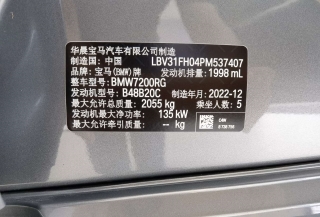 华晨宝马汽车有限公司制造
制造国：中国 LBV31FH04PM537407
品牌：宝马(BMW)牌 发动机排量：1998 mL
整车型号：BMW7200RG
发动机型号：B48B20C 制造年月：2022-12
最大允许总质量：2055 kg 乘坐人数：5
发动机最大净功率：135 kW
最大允许牵引质量：-- kg